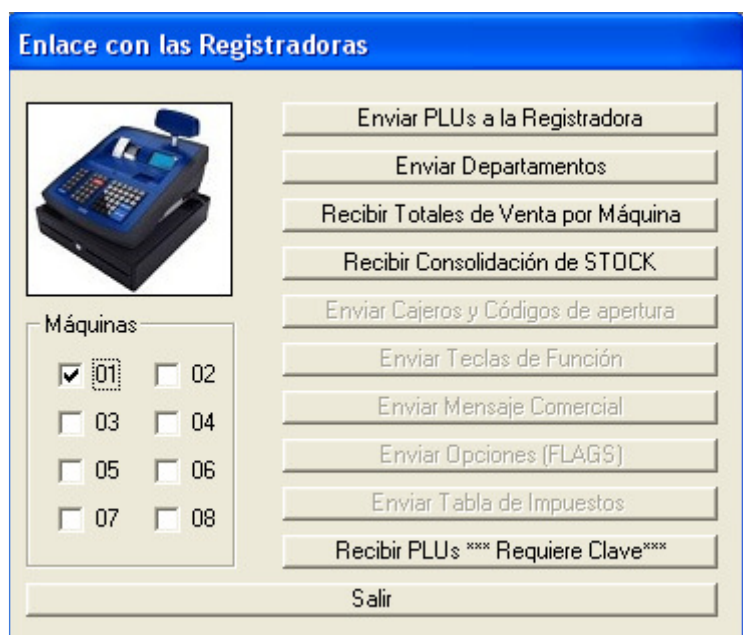 Enlace con las Registradoras
Enviar PLUs a la Registradora
Enviar Departamentos
Recibir Totales de Venta por Máquina
Recibir Consolidación de STOCK
Enviar Cajeros y Códigos de apertura
Enviar Teclas de Función
Enviar Mensaje Comercial
Enviar Opciones (FLAGS)
Enviar Tabla de Impuestos
Recibir PLUs *** Requiere Clave***
Máquinas
01 02
03 04
05 06
07 08
Salir